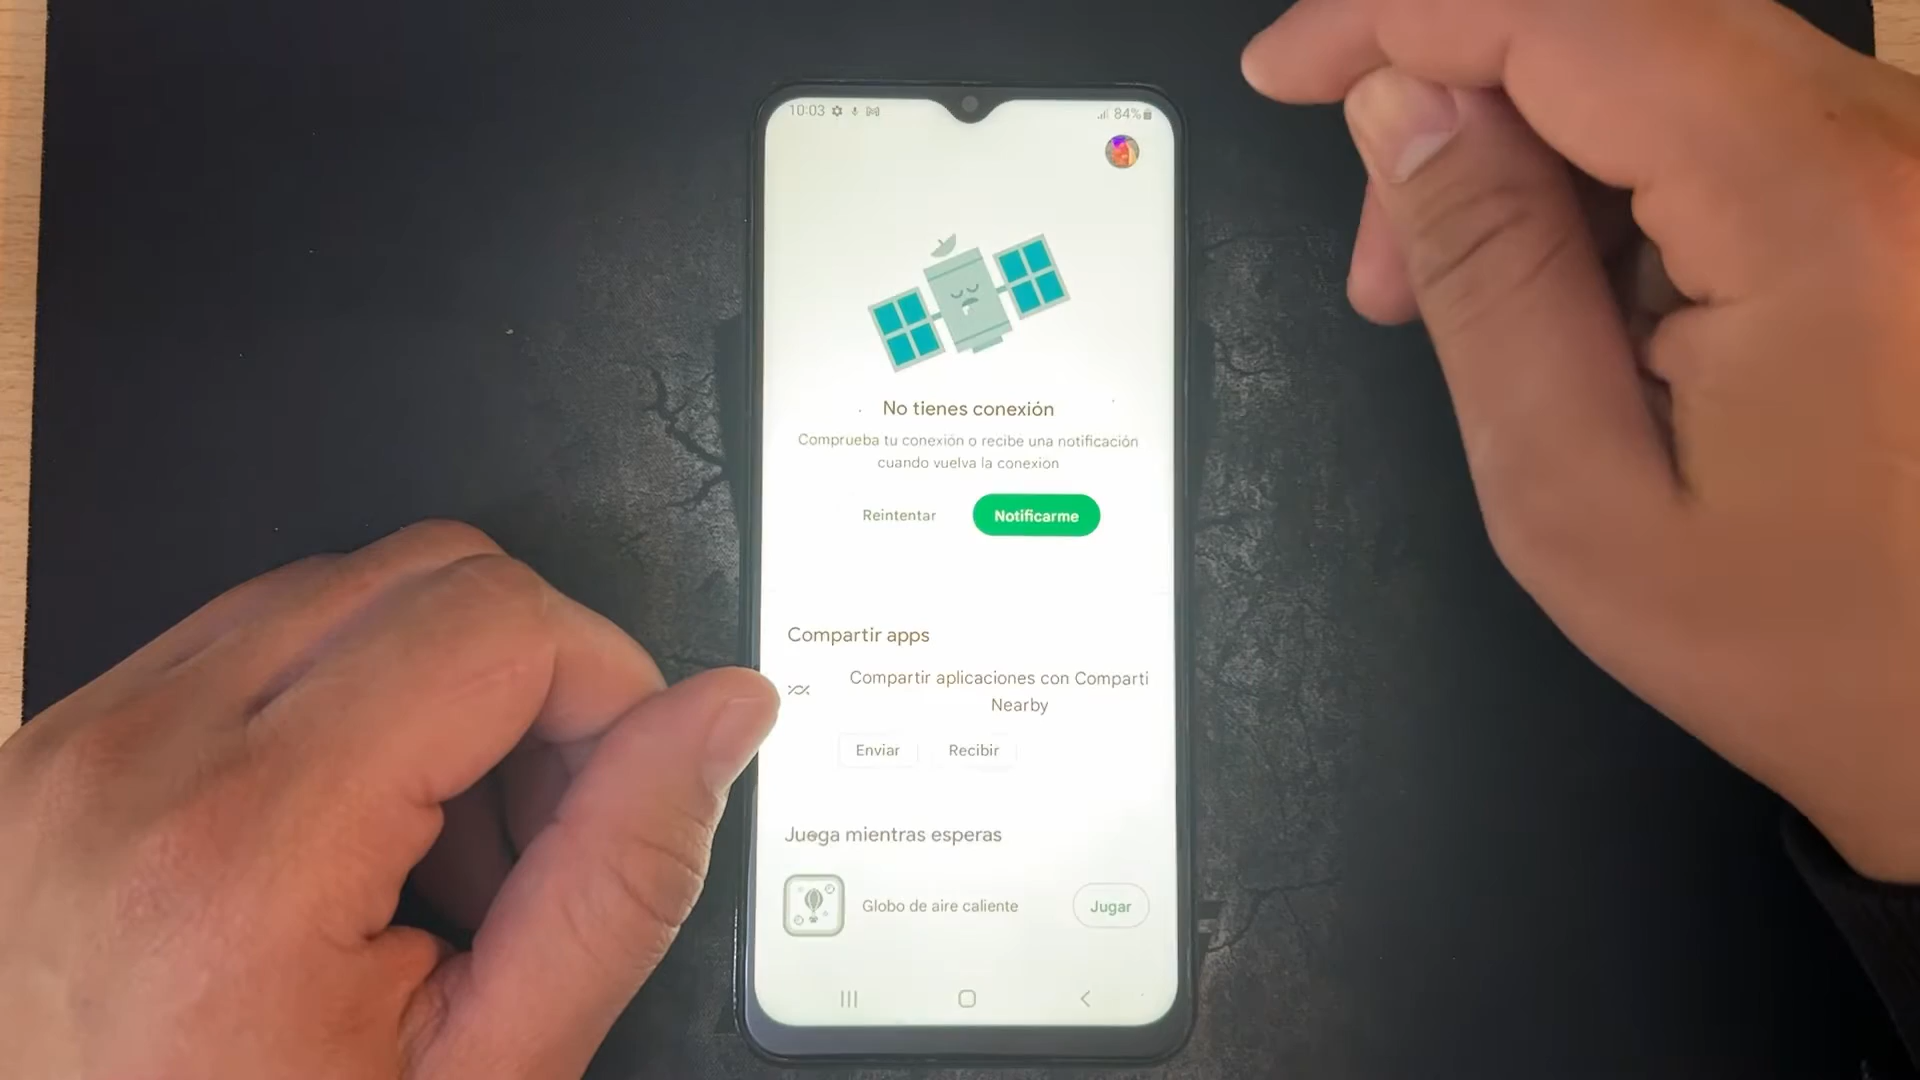 10:03
84%
No tienes conexión
Comprueba tu conexión o recibe una notificación
cuando vuelva la conexion
Reintentar
Notificarme
Compartir apps
Compartir aplicaciones con Comparti
Nearby
Enviar
Recibir
Juega mientras esperas
Globo de aire caliente
Jugar